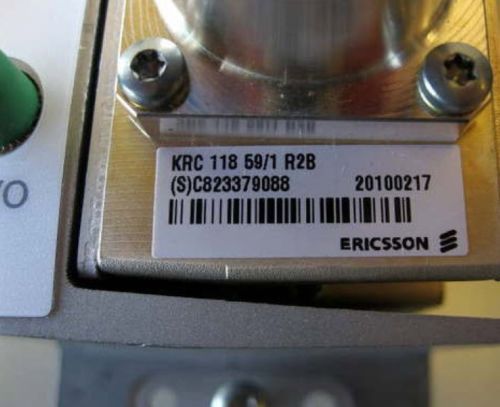 KRC 118 59/1 R2B
(S)C823379088 20100217
ERICSSON